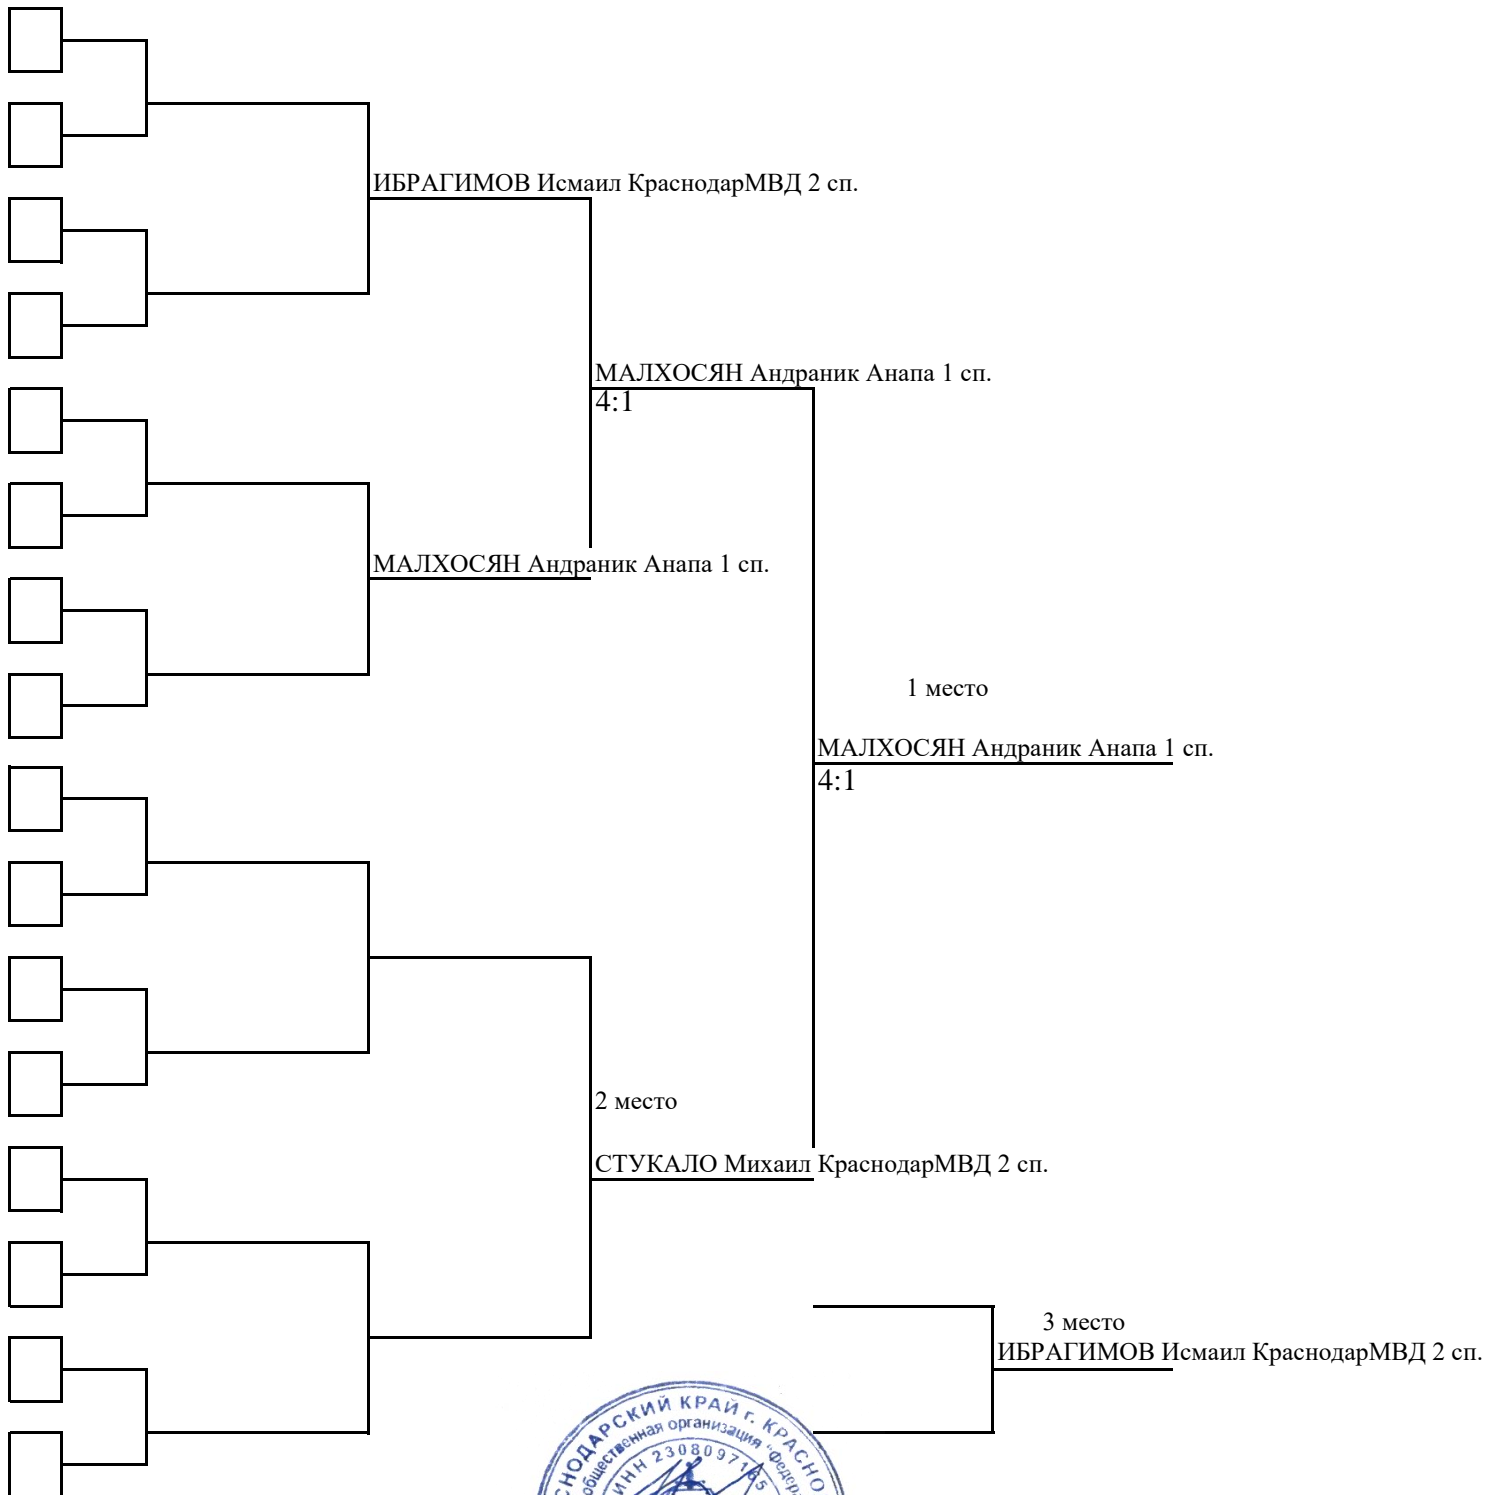 ИБРАГИМОВ Исмаил КраснодарМВД 2 сп.
МАЛХОСЯН Андраник Анапа 1 сп.
4:1
МАЛХОСЯН Андраник Анапа 1 сп.
1 место
МАЛХОСЯН Андраник Анапа 1 сп.
4:1
2 место
СТУКАЛО Михаил КраснодарМВД 2 сп.
3 место
ИБРАГИМОВ Исмаил КраснодарМВД 2 сп.
КРАЙ г.
общественная организация
ИНН 2308097165